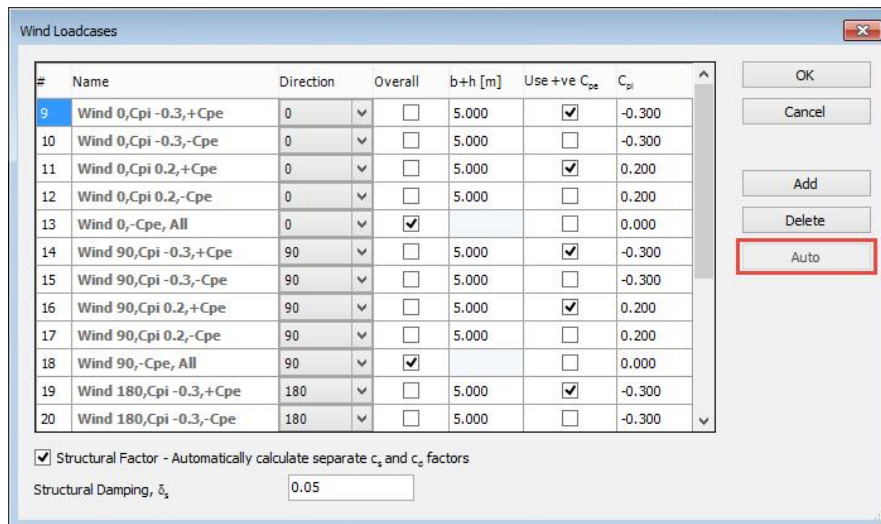 Wind Loadcases
# Name Direction Overall b+h [m] Use +ve Cpe Cpi
9 Wind 0,Cpi -0.3,+Cpe 0 5.000 -0.300
10 Wind 0,Cpi -0.3,-Cpe 0 5.000 -0.300
11 Wind 0,Cpi 0.2,+Cpe 0 5.000 0.200
12 Wind 0,Cpi 0.2,-Cpe 0 5.000 0.200
13 Wind 0,-Cpe, All 0 0.000
14 Wind 90,Cpi -0.3,+Cpe 90 5.000 -0.300
15 Wind 90,Cpi -0.3,-Cpe 90 5.000 -0.300
16 Wind 90,Cpi 0.2,+Cpe 90 5.000 0.200
17 Wind 90,Cpi 0.2,-Cpe 90 5.000 0.200
18 Wind 90,-Cpe, All 90 0.000
19 Wind 180,Cpi -0.3,+Cpe 180 5.000 -0.300
20 Wind 180,Cpi -0.3,-Cpe 180 5.000 -0.300
OK
Cancel
Add
Delete
Auto
Structural Factor - Automatically calculate separate cs and cd factors
Structural Damping, δs 0.05